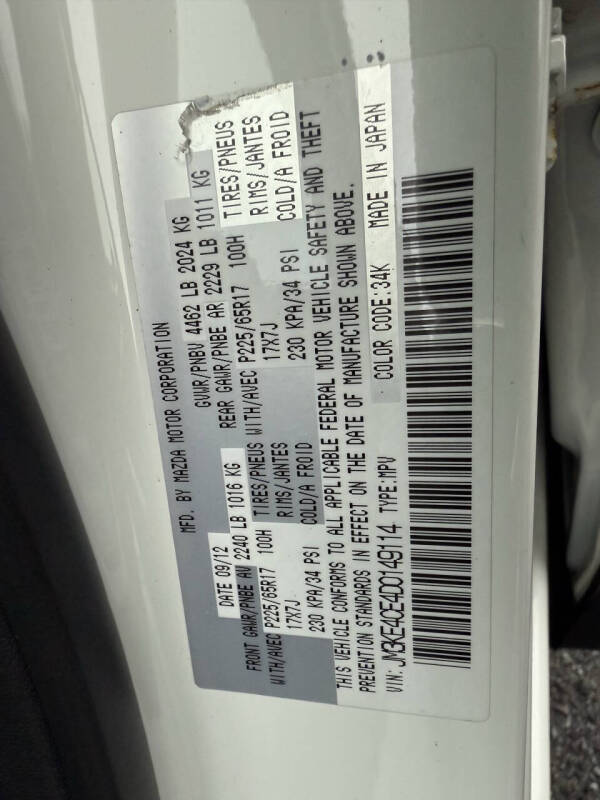 MFD. BY MAZDA MOTOR CORPORATION
DATE 09/12 GVWR/PNBV 4462 LB 2024 KG
FRONT GAWR/PNBE AV 2240 LB 1016 KG REAR GAWR/PNBE AR 2229 LB 1011 KG
WITH/AVEC P225/65R17 100H TIRES/PNEUS WITH/AVEC P225/65R17 100H TIRES/PNEUS
17X7J RIMS/JANTES 17X7J RIMS/JANTES
230 KPA/34 PSI COLD/A FROID 230 KPA/34 PSI COLD/A FROID
THIS VEHICLE CONFORMS TO ALL APPLICABLE FEDERAL MOTOR VEHICLE SAFETY AND THEFT
PREVENTION STANDARDS IN EFFECT ON THE DATE OF MANUFACTURE SHOWN ABOVE.
VIN: JM3KE4CE4D0149114 TYPE:MPV COLOR CODE:34K MADE IN JAPAN